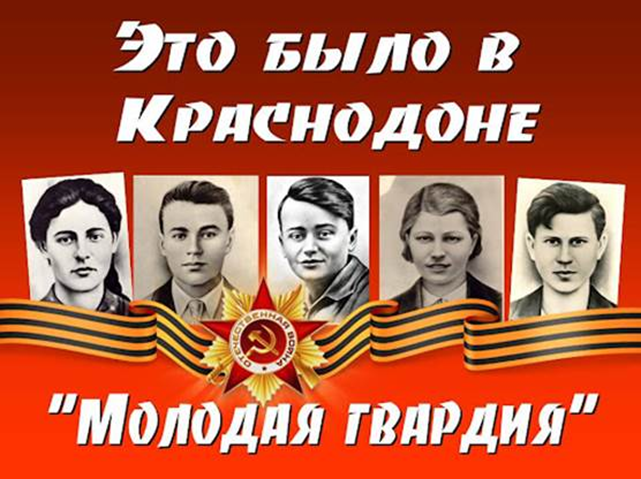 Это было в
Краснодоне
ОТЕЧЕСТВЕННАЯ ВОЙНА
"Молодая гвардия"